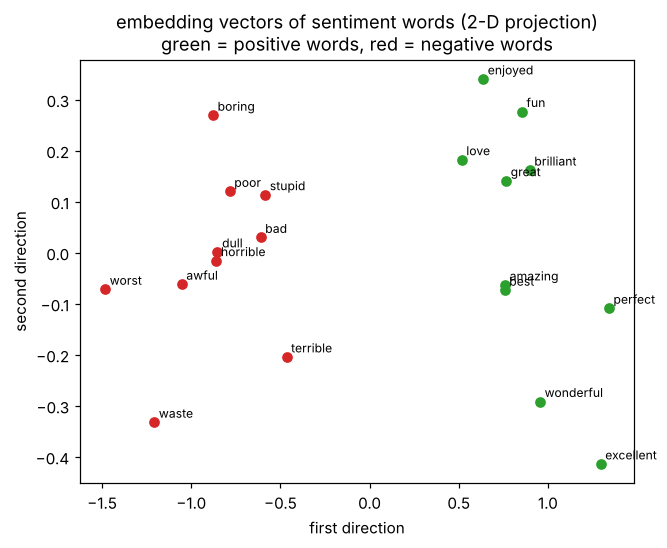 embedding vectors of sentiment words (2-D projection)
green = positive words, red = negative words
enjoyed
boring
fun
love
brilliant
great
poor
stupid
bad
dull
horrible
worst
awful
amazing
best
perfect
terrible
wonderful
waste
excellent
0.3
0.2
0.1
0.0
−0.1
−0.2
−0.3
−0.4
second direction
−1.5 −1.0 −0.5 0.0 0.5 1.0
first direction